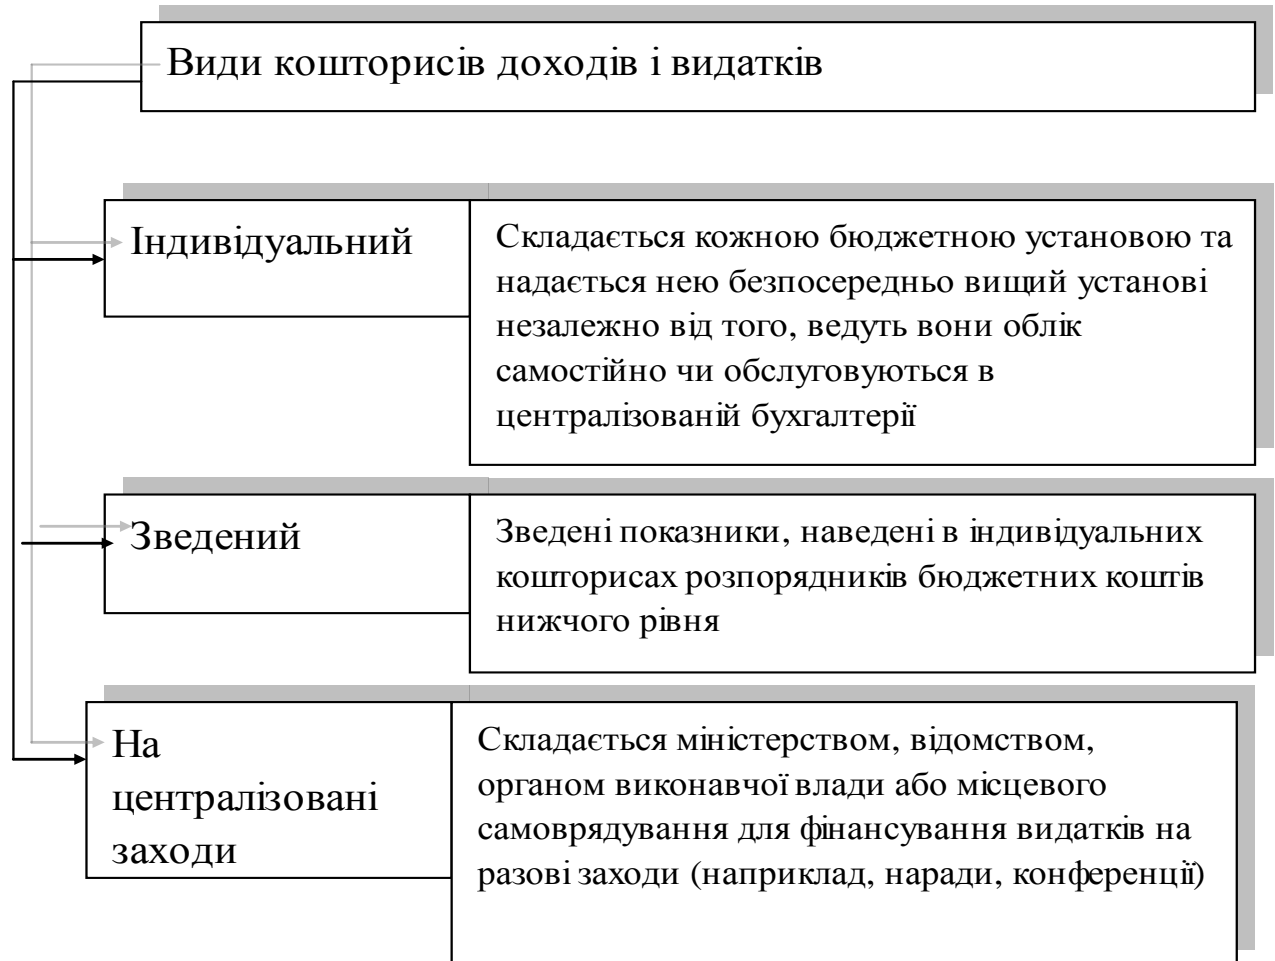 Види кошторисів доходів і видатків
Індивідуальний
Складається кожною бюджетною установою та
надається нею безпосередньо вищий установі
незалежно від того, ведуть вони облік
самостійно чи обслуговуються в
централізованій бухгалтерії
Зведений
Зведені показники, наведені в індивідуальних
кошторисах розпорядників бюджетних коштів
нижчого рівня
На
централізовані
заходи
Складається міністерством, відомством,
органом виконавчої влади або місцевого
самоврядування для фінансування видатків на
разові заходи (наприклад, наради, конференції)